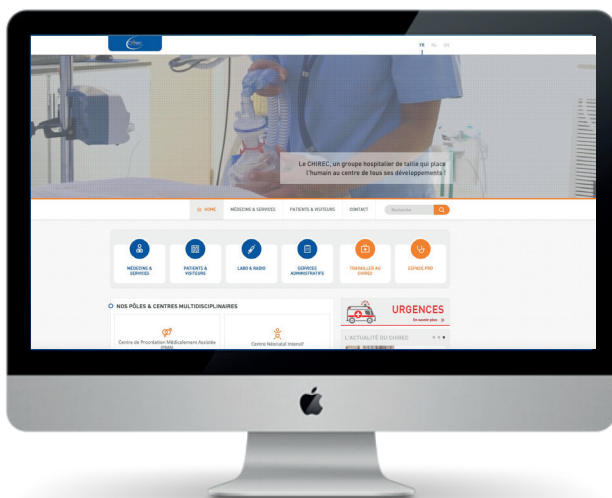 Chirec
FR NL EN
Le CHIREC, un groupe hospitalier de taille qui place
l'humain au centre de tous ses développements !
HOME MÉDECINS & SERVICES PATIENTS & VISITEURS CONTACT Recherche
MÉDECINS &
SERVICES
PATIENTS &
VISITEURS
LABO & RADIO
SERVICES
ADMINISTRATIFS
TRAVAILLER AU
CHIREC
ESPACE PRO
NOS PÔLES & CENTRES MULTIDISCIPLINAIRES
Centre de Procréation Médicalement Assistée
(PMA)
Centre Néonatal Intensif
URGENCES
En savoir plus
L'ACTUALITÉ DU CHIREC